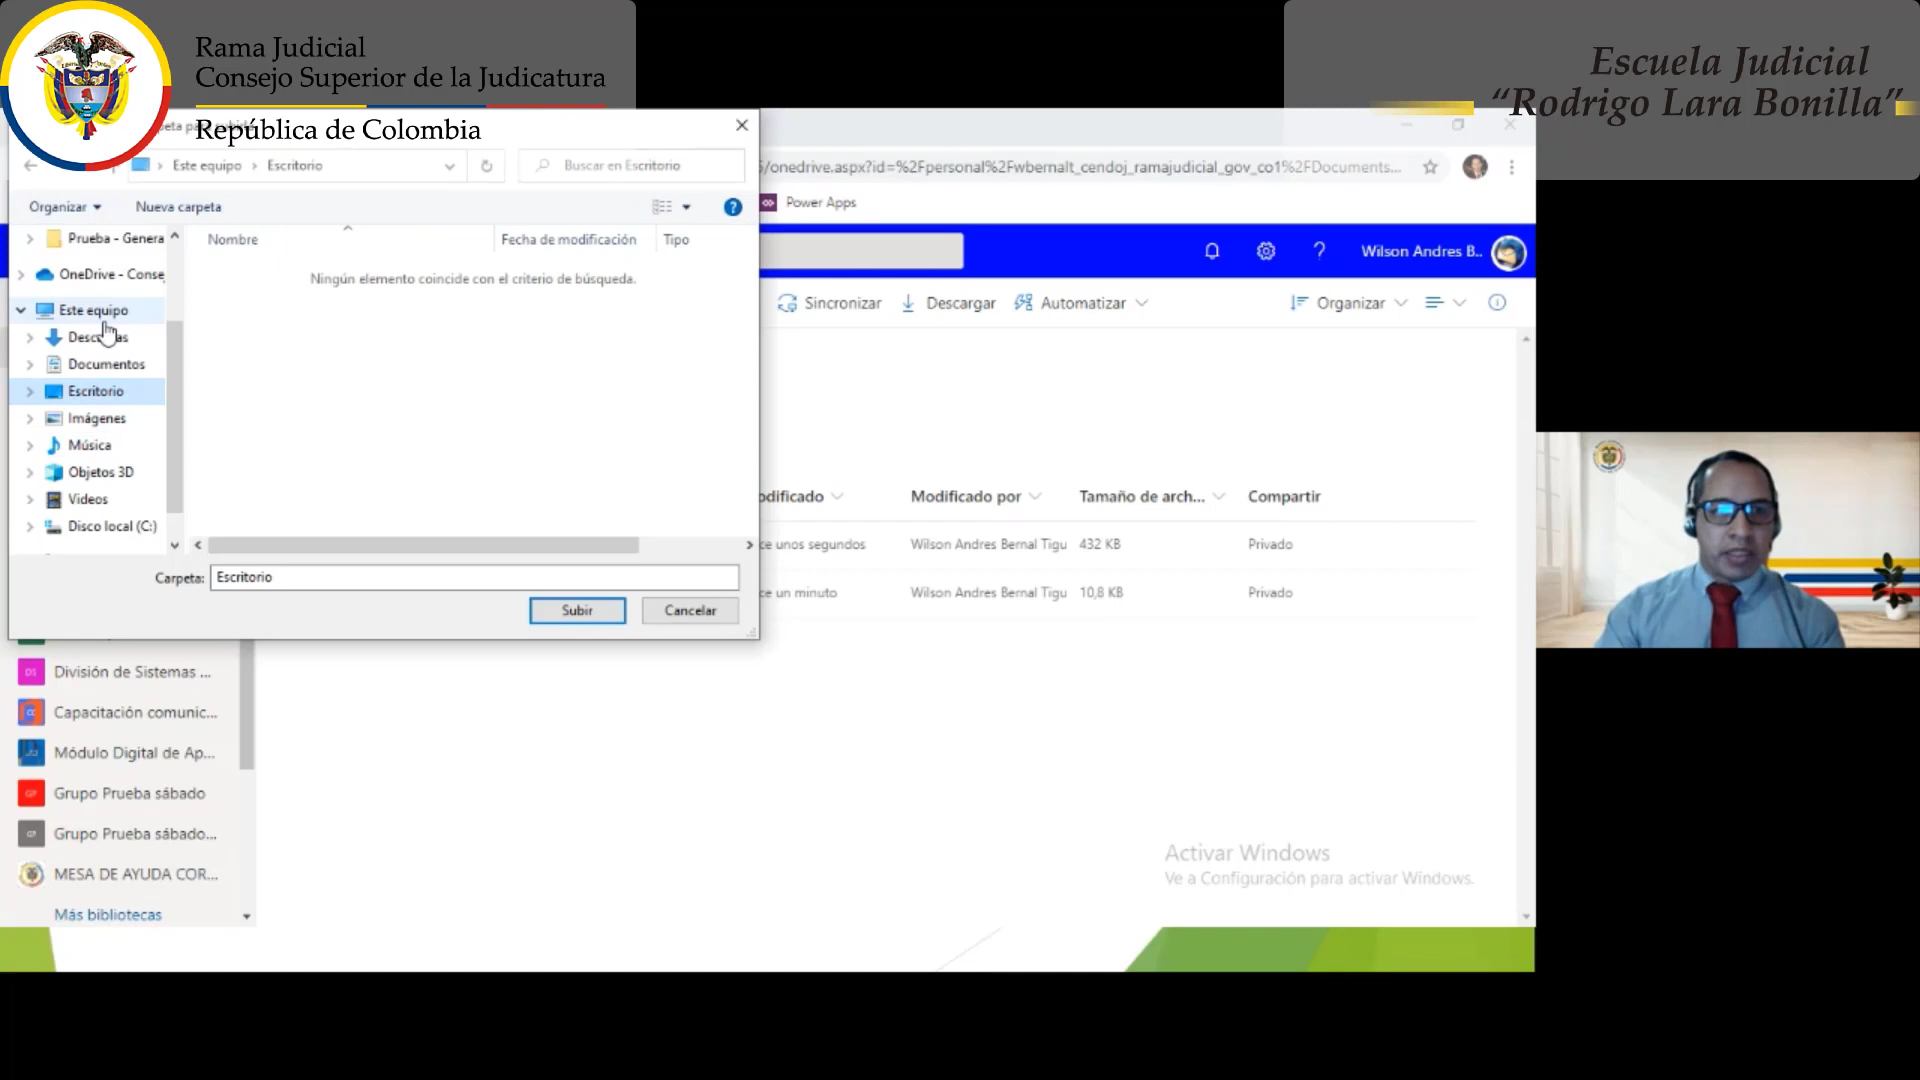 Rama Judicial
Consejo Superior de la Judicatura
República de Colombia
Escuela Judicial
“Rodrigo Lara Bonilla”
Este equipo > Escritorio
Buscar en Escritorio
/onedrive.aspx?id=%2Fpersonal%2Fwbernalt_cendoj_ramajudicial_gov_co1%2FDocuments...
Organizar
Nueva carpeta
Power Apps
Prueba - Genera
OneDrive - Conse
Este equipo
Documentos
Escritorio
Imágenes
Música
Objetos 3D
Videos
Disco local (C:)
Nombre
Fecha de modificación
Tipo
Ningún elemento coincide con el criterio de búsqueda.
Carpeta:
Escritorio
Subir
Cancelar
Wilson Andres B..
Sincronizar
Descargar
Automatizar
Organizar
odificado
Modificado por
Tamaño de arch...
Compartir
ce unos segundos
Wilson Andres Bernal Tigu
432 KB
Privado
ce un minuto
Wilson Andres Bernal Tigu
10,8 KB
Privado
DS
División de Sistemas ...
Capacitación comunic...
Módulo Digital de Ap...
GP
Grupo Prueba sábado
GP
Grupo Prueba sábado...
MESA DE AYUDA COR...
Más bibliotecas
Activar Windows
Ve a Configuración para activar Windows.